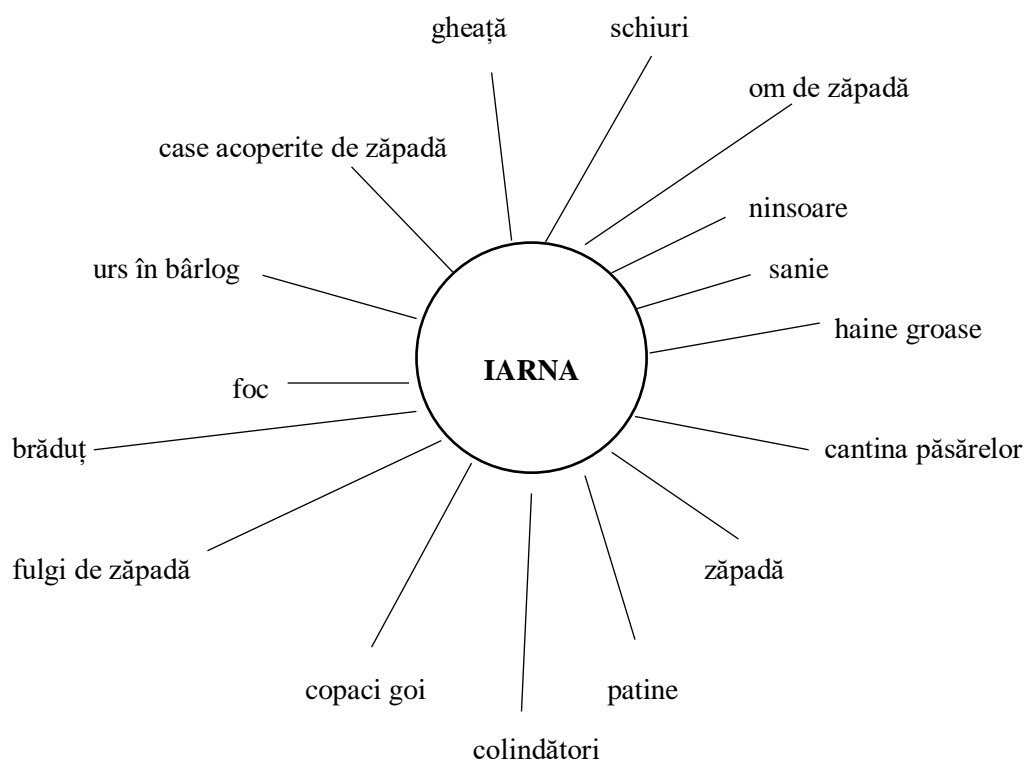 gheață schiuri
om de zăpadă
case acoperite de zăpadă
ninsoare
urs în bârlog
sanie
haine groase
IARNA
foc
brăduț
cantina păsărelor
fulgi de zăpadă
zăpadă
copaci goi
patine
colindători